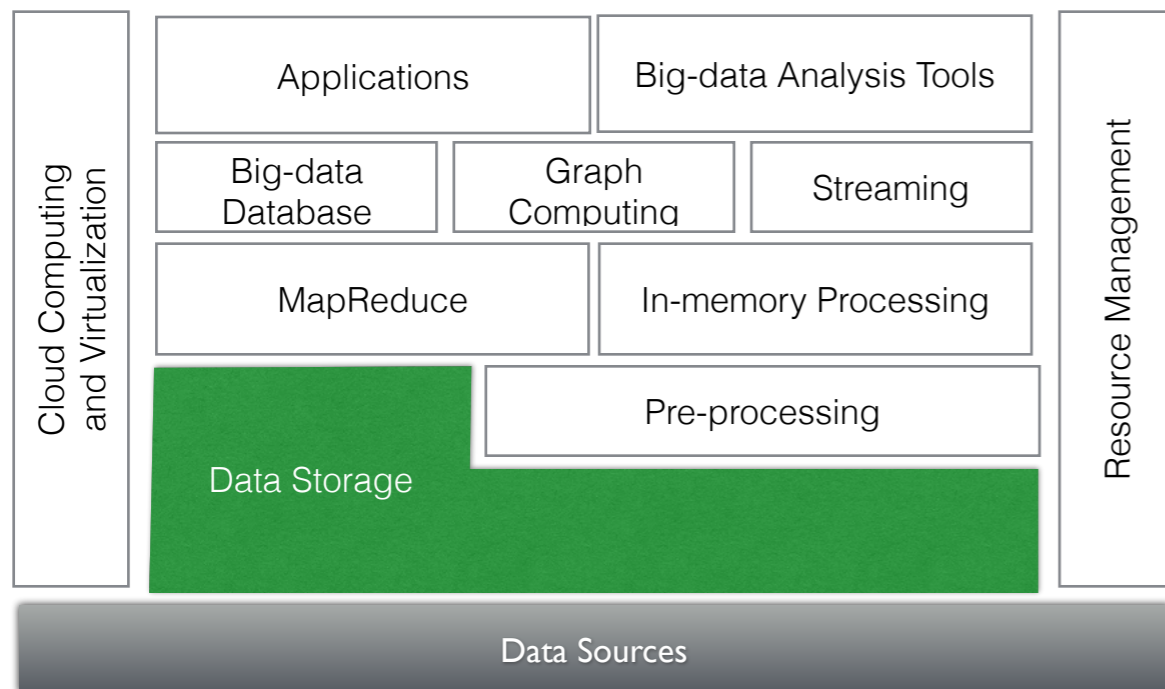 Cloud Computing
and Virtualization
Applications
Big-data Analysis Tools
Big-data
Database
Graph
Computing
Streaming
MapReduce
In-memory Processing
Pre-processing
Data Storage
Resource Management
Data Sources